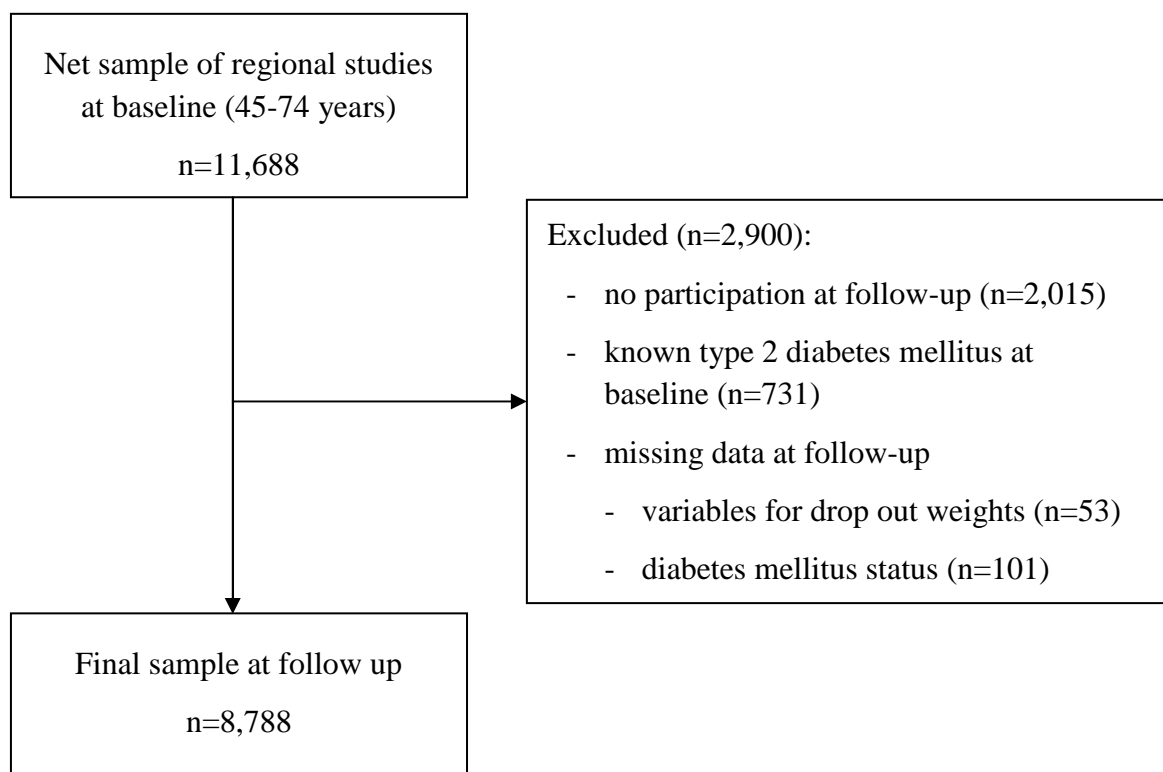 Net sample of regional studies
at baseline (45-74 years)
n=11,688
Excluded (n=2,900):
- no participation at follow-up (n=2,015)
- known type 2 diabetes mellitus at
baseline (n=731)
- missing data at follow-up
- variables for drop out weights (n=53)
- diabetes mellitus status (n=101)
Final sample at follow up
n=8,788